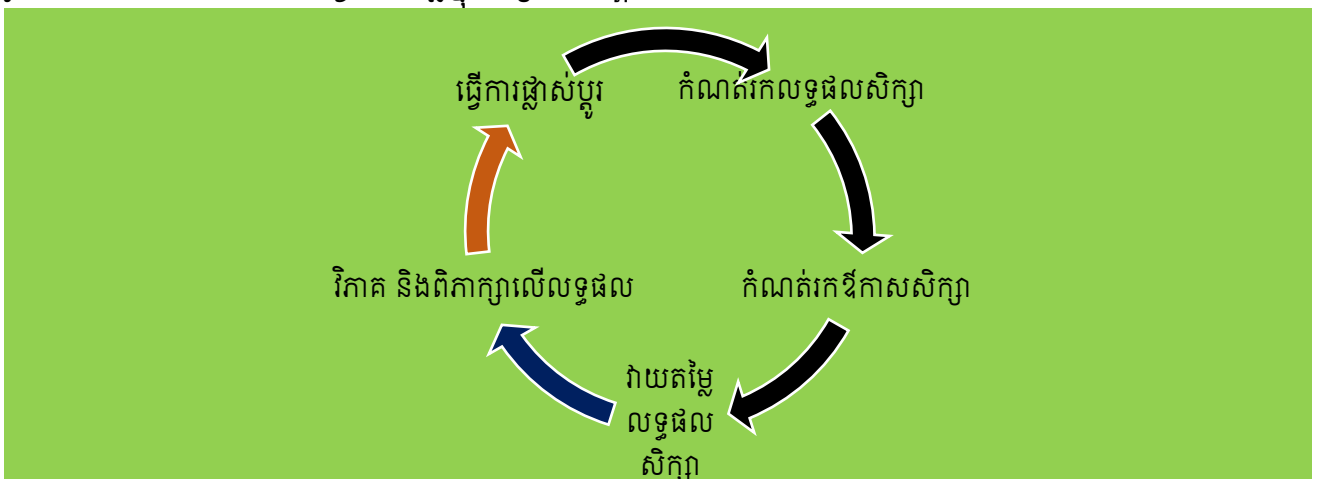 ធ្វើការផ្លាស់ប្តូរ
កំណត់រកលទ្ធផលសិក្សា
កំណត់រកឱកាសសិក្សា
វាយតម្លៃ
លទ្ធផល
សិក្សា
វិភាគ និងពិភាក្សាលើលទ្ធផល